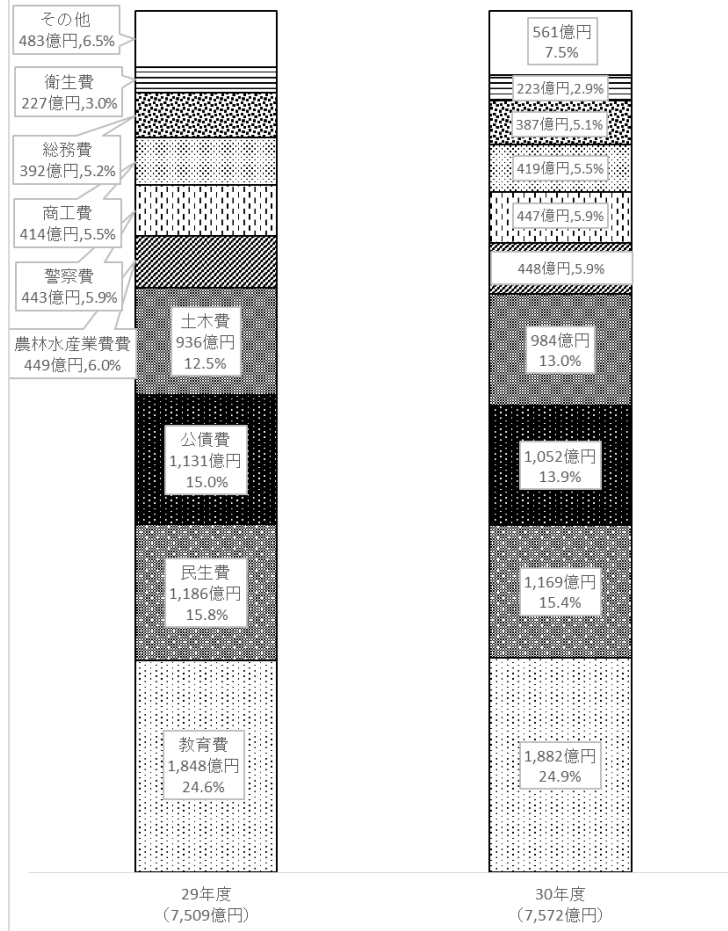 その他
483億円,6.5%
衛生費
227億円,3.0%
総務費
392億円,5.2%
商工費
414億円,5.5%
警察費
443億円,5.9%
農林水産業費費
449億円,6.0%
土木費
936億円
12.5%
公債費
1,131億円
15.0%
民生費
1,186億円
15.8%
教育費
1,848億円
24.6%
29年度
（7,509億円）
561億円
7.5%
223億円,2.9%
387億円,5.1%
419億円,5.5%
447億円,5.9%
448億円,5.9%
984億円
13.0%
1,052億円
13.9%
1,169億円
15.4%
1,882億円
24.9%
30年度
（7,572億円）